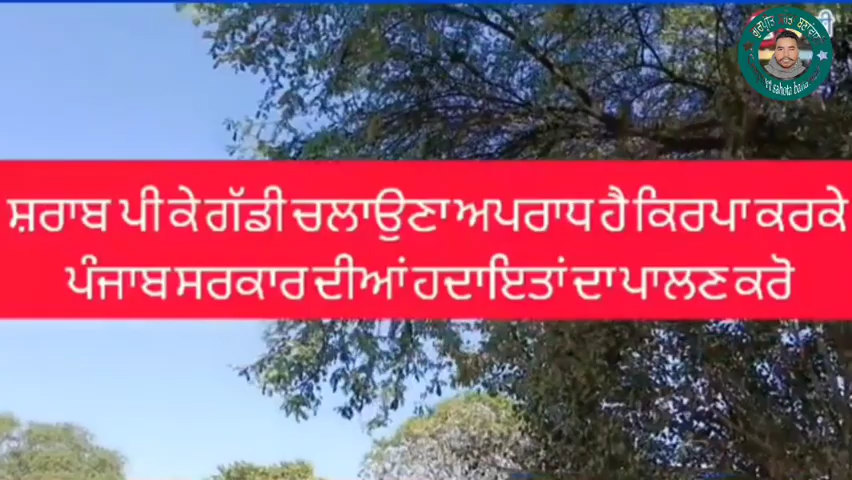 ਸ਼ਰਾਬ ਪੀ ਕੇ ਗੱਡੀ ਚਲਾਉਣਾ ਅਪਰਾਧ ਹੈ ਕਿਰਪਾ ਕਰਕੇ
ਪੰਜਾਬ ਸਰਕਾਰ ਦੀਆਂ ਹਦਾਇਤਾਂ ਦਾ ਪਾਲਣ ਕਰੋ